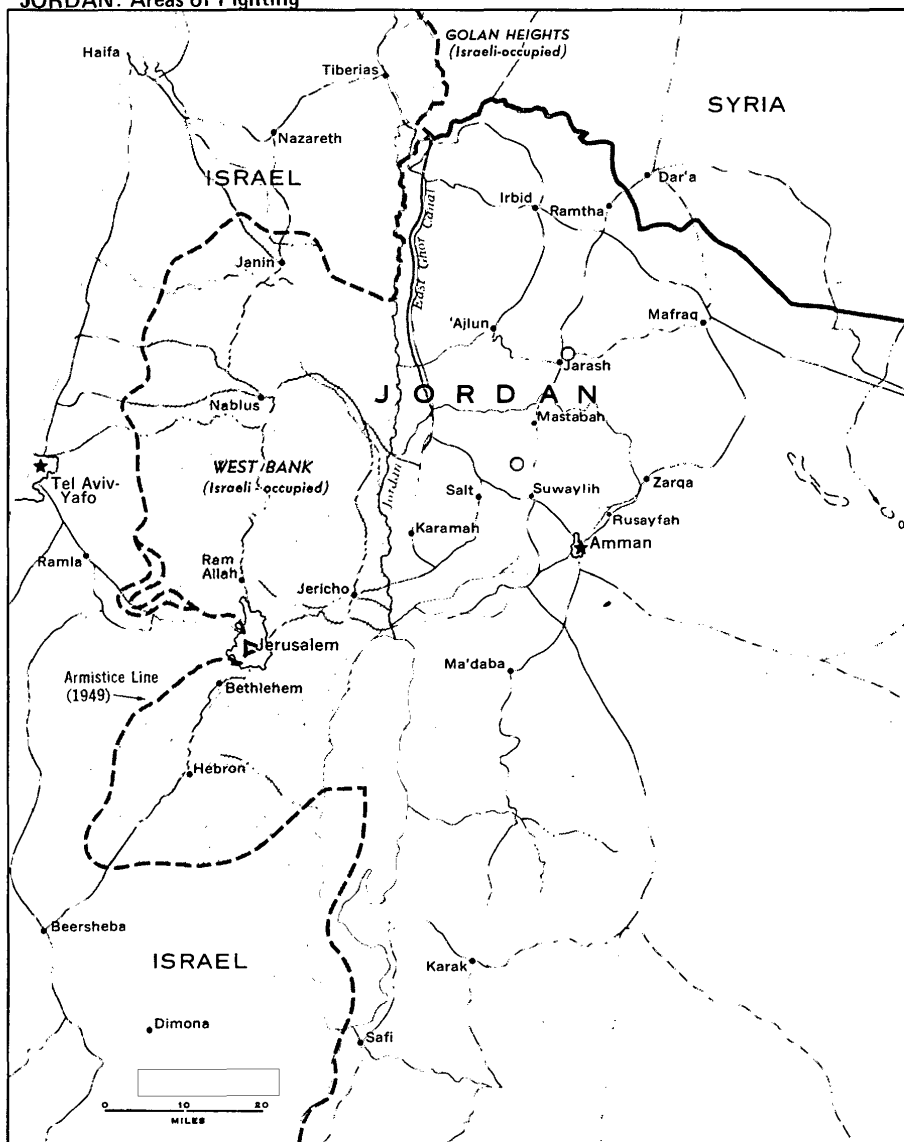 JORDAN: Areas of Fighting
GOLAN HEIGHTS
(Israeli-occupied)
Haifa
Tiberias
SYRIA
Nazareth
ISRAEL
Dar'a
Irbid
Ramtha
East Ghor Canal
Janin
'Ajlun
Mafraq
Jarash
JORDAN
Nablus
Mastabah
WEST BANK
(Israeli-occupied)
Jordan
Tel Aviv-
Yafo
Salt
Suwaylih
Zarqa
Karamah
Rusayfah
Amman
Ramla
Ram
Allah
Jericho
Jerusalem
Ma'daba
Armistice Line
(1949)
Bethlehem
Hebron
Beersheba
ISRAEL
Karak
Dimona
Safi
0 10 20
MILES